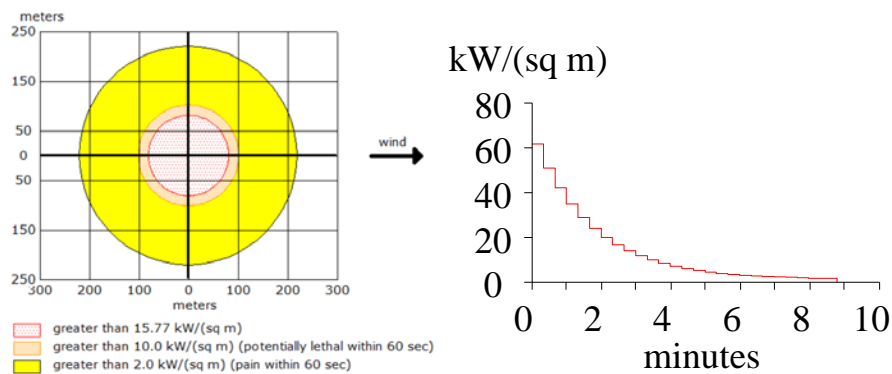 meters
250
150
50
0
50
150
250
300 200 100 0 100 200 300
meters
greater than 15.77 kW/(sq m)
greater than 10.0 kW/(sq m) (potentially lethal within 60 sec)
greater than 2.0 kW/(sq m) (pain within 60 sec)
wind
kW/(sq m)
80
60
40
20
0
0 2 4 6 8 10
minutes